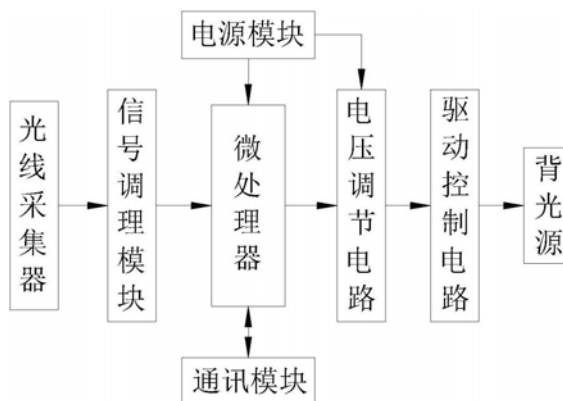 电源模块
光线采集器
信号调理模块
微处理器
电压调节电路
驱动控制电路
背光源
通讯模块